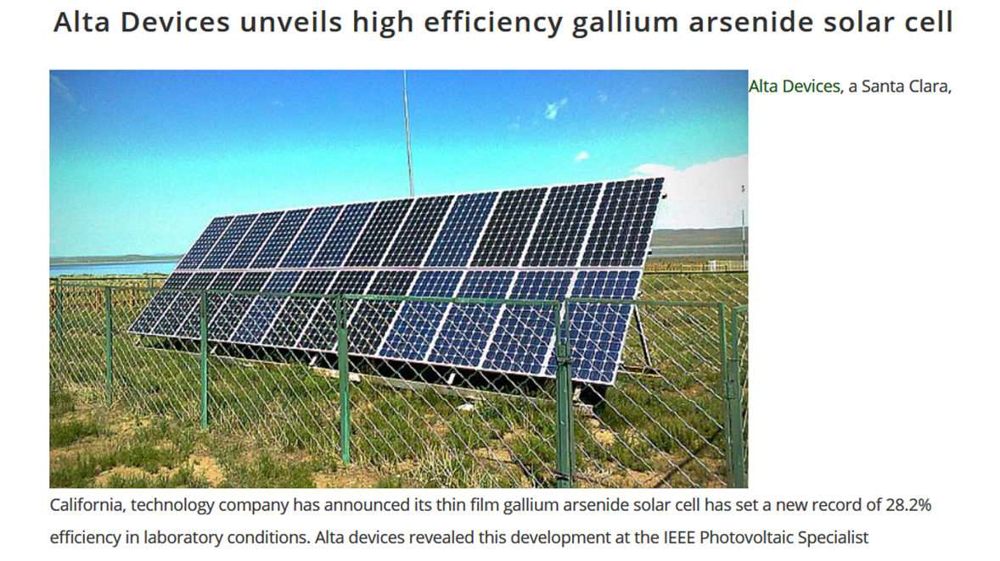 Alta Devices unveils high efficiency gallium arsenide solar cell
Alta Devices, a Santa Clara,
California, technology company has announced its thin film gallium arsenide solar cell has set a new record of 28.2%
efficiency in laboratory conditions. Alta devices revealed this development at the IEEE Photovoltaic Specialist